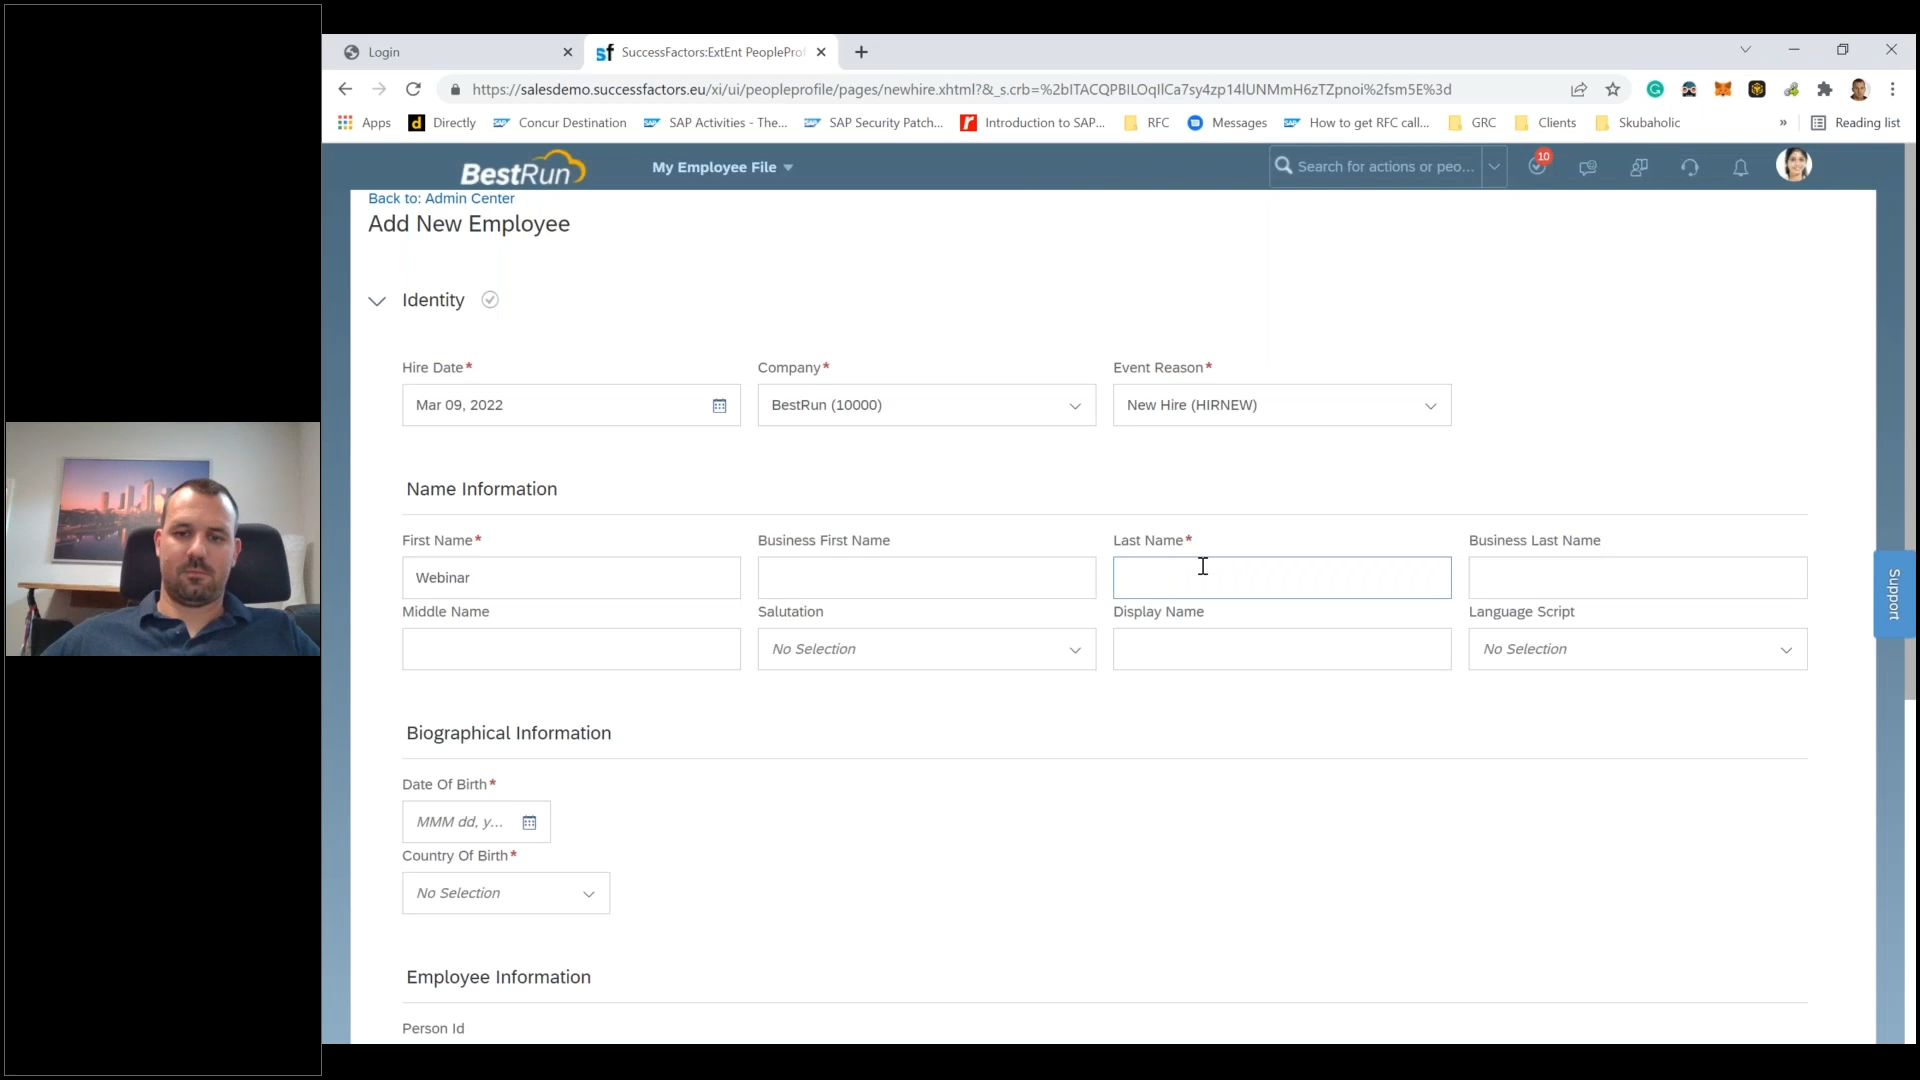 Login
SuccessFactors:ExtEnt PeoplePro
https://salesdemo.successfactors.eu/xi/ui/peopleprofile/pages/newhire.xhtml?&_s.crb=%2bITACQPBILOqIlCa7sy4zp14lUNMmH6zTZpnoi%2fsm5E%3d
Apps Directly Concur Destination SAP Activities - The... SAP Security Patch... Introduction to SAP... RFC Messages How to get RFC call... GRC Clients Skubaholic » Reading list
BestRun My Employee File Search for actions or peo... 10
Back to: Admin Center
Add New Employee
Identity
Hire Date* Company* Event Reason*
Mar 09, 2022 BestRun (10000) New Hire (HIRNEW)
Name Information
First Name* Business First Name Last Name* Business Last Name
Webinar
Middle Name Salutation Display Name Language Script
No Selection No Selection
Support
Biographical Information
Date Of Birth*
MMM dd, y...
Country Of Birth*
No Selection
Employee Information
Person Id